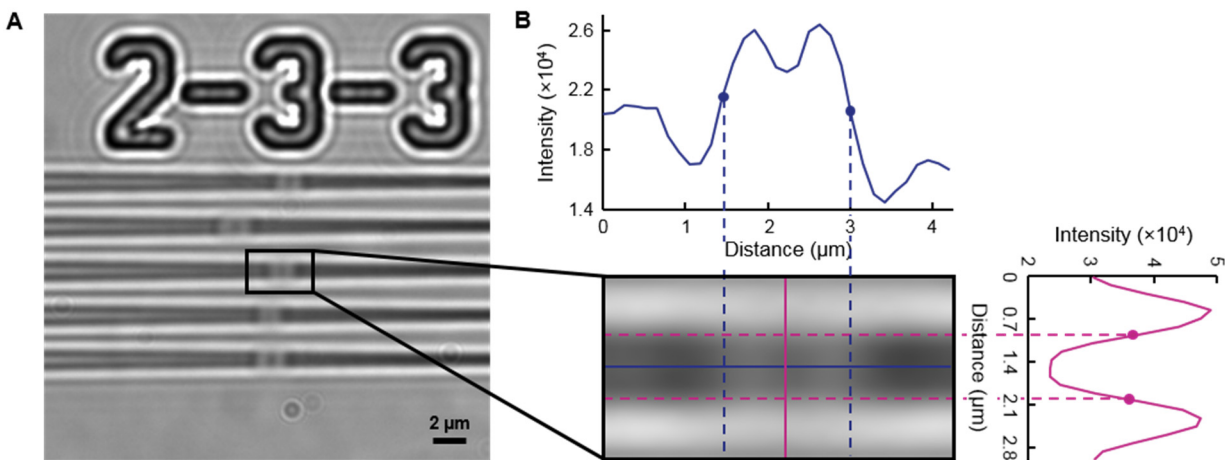 A
2-3-3
2 µm
B
Intensity (×10⁴)
2.6
2.2
1.8
1.4
0
1
2
3
4
Distance (µm)
Intensity (×10⁴)
2
3
4
5
Distance (µm)
0
0.7
1.4
2.1
2.8